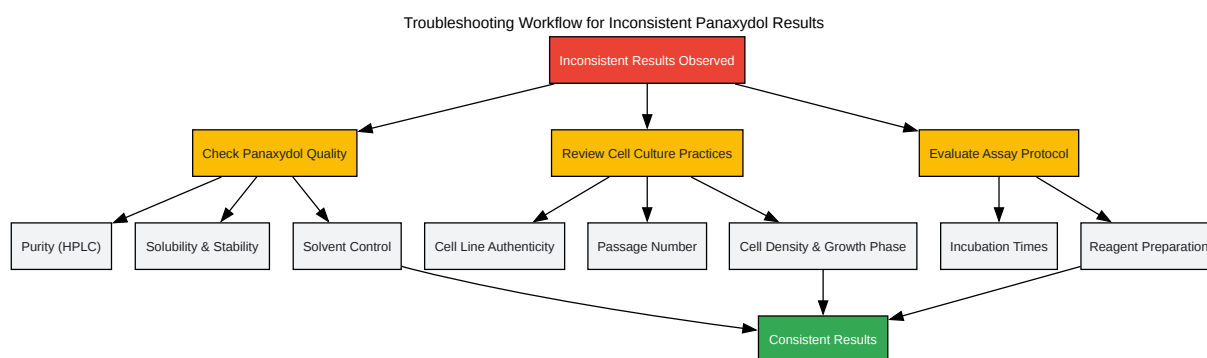 Troubleshooting Workflow for Inconsistent Panaxydol Results
Inconsistent Results Observed
Check Panaxydol Quality
Review Cell Culture Practices
Evaluate Assay Protocol
Purity (HPLC)
Solubility & Stability
Solvent Control
Cell Line Authenticity
Passage Number
Cell Density & Growth Phase
Incubation Times
Reagent Preparation
Consistent Results